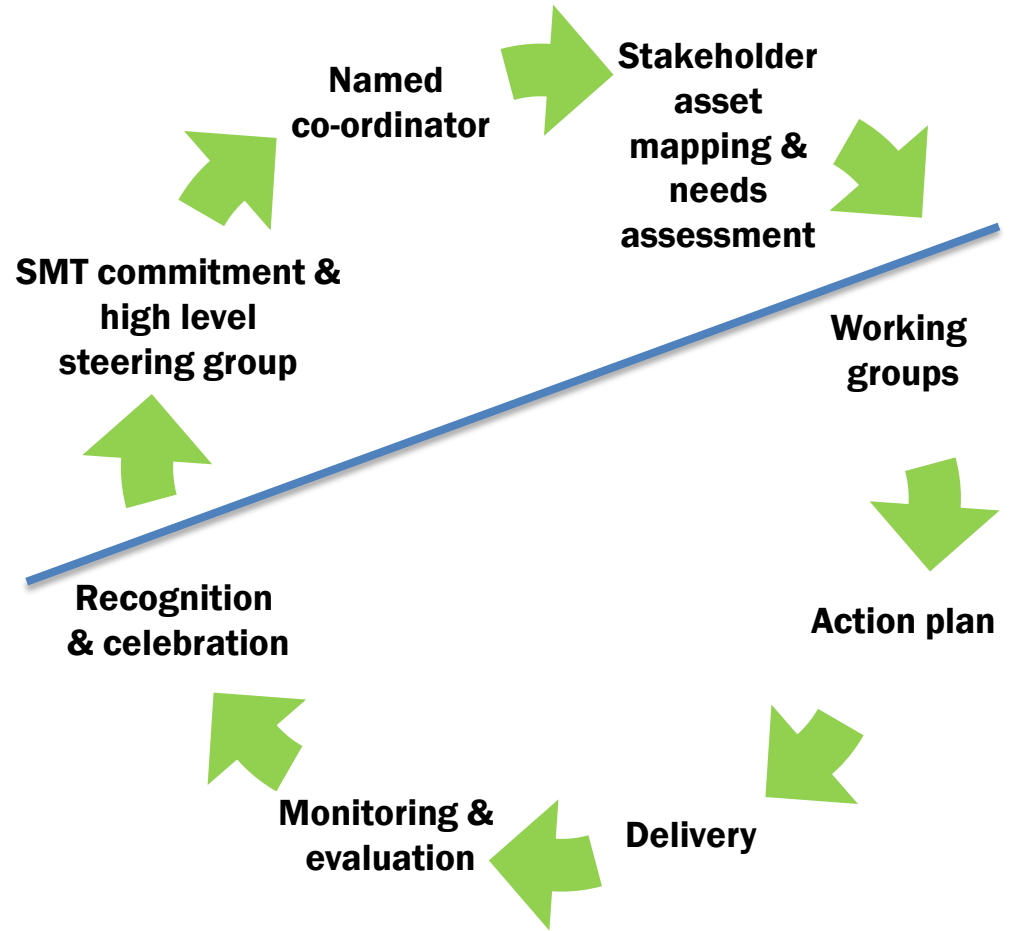 Named
co-ordinator
Stakeholder
asset
mapping &
needs
assessment
Working
groups
Action plan
Delivery
Monitoring &
evaluation
Recognition
& celebration
SMT commitment &
high level
steering group